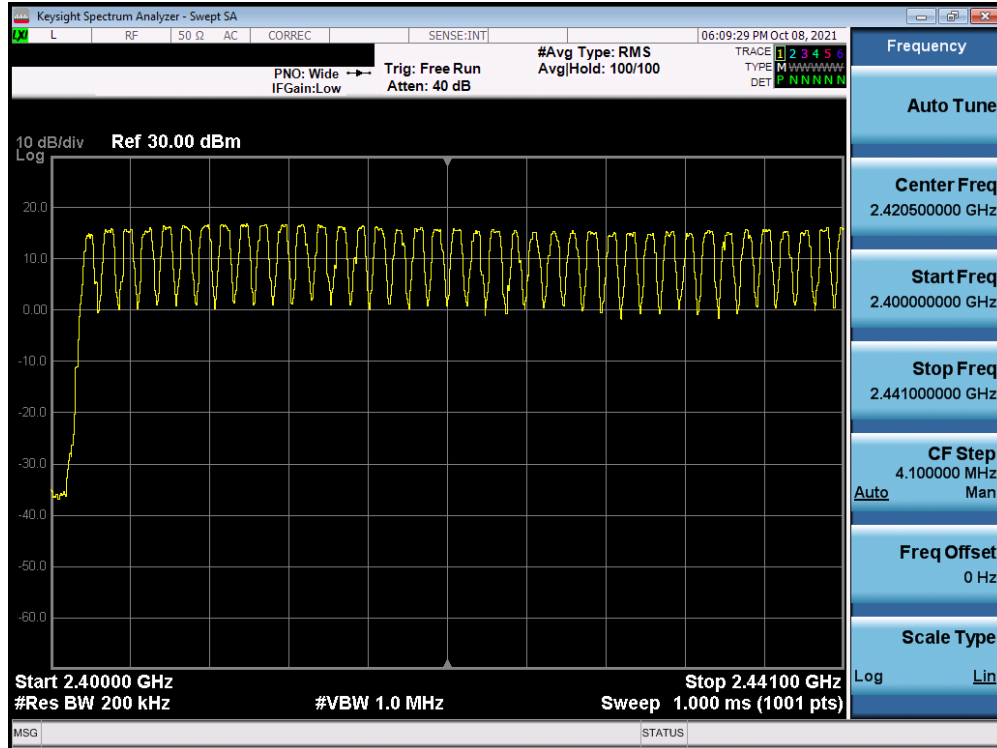 Keysight Spectrum Analyzer - Swept SA
LXI L RF 50 Ω AC CORREC SENSE:INT 06:09:29 PM Oct 08, 2021
PNO: Wide
IFGain:Low
Trig: Free Run
Atten: 40 dB
#Avg Type: RMS
Avg|Hold: 100/100
TRACE 1 2 3 4 5 6
TYPE M W W W W W
DET P N N N N N
10 dB/div Ref 30.00 dBm
Log
20.0
10.0
0.00
-10.0
-20.0
-30.0
-40.0
-50.0
-60.0
Start 2.40000 GHz Stop 2.44100 GHz
#Res BW 200 kHz #VBW 1.0 MHz Sweep 1.000 ms (1001 pts)
MSG STATUS
Frequency
Auto Tune
Center Freq
2.420500000 GHz
Start Freq
2.400000000 GHz
Stop Freq
2.441000000 GHz
CF Step
4.100000 MHz
Auto Man
Freq Offset
0 Hz
Scale Type
Log Lin